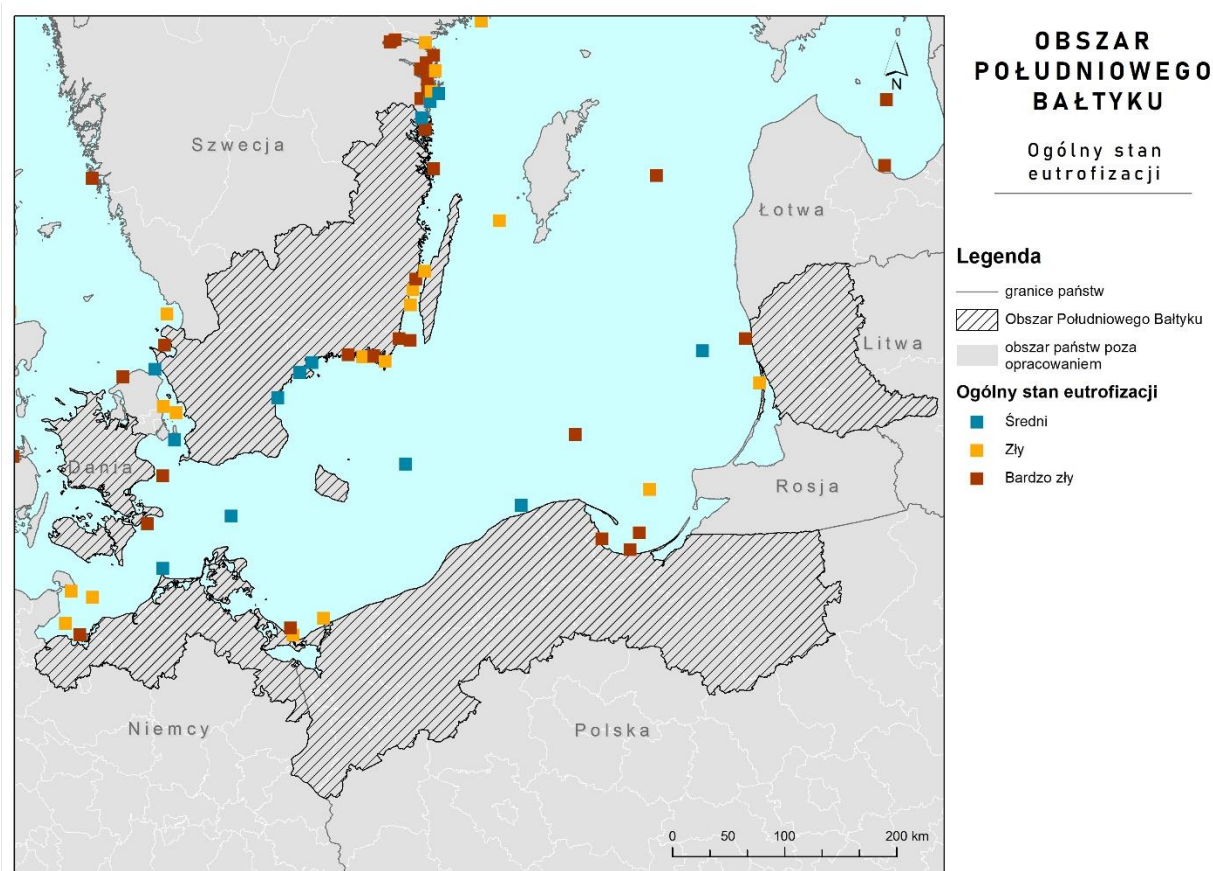 OBSZAR
POŁUDNIOWEGO
BAŁTYKU
Ogólny stan
eutrofizacji
N
Szwecja
Łotwa
Litwa
Dania
Rosja
Niemcy
Polska
0 50 100 200 km
Legenda
granice państw
Obszar Południowego Bałtyku
obszar państw poza
opracowaniem
Ogólny stan eutrofizacji
Średni
Zły
Bardzo zły